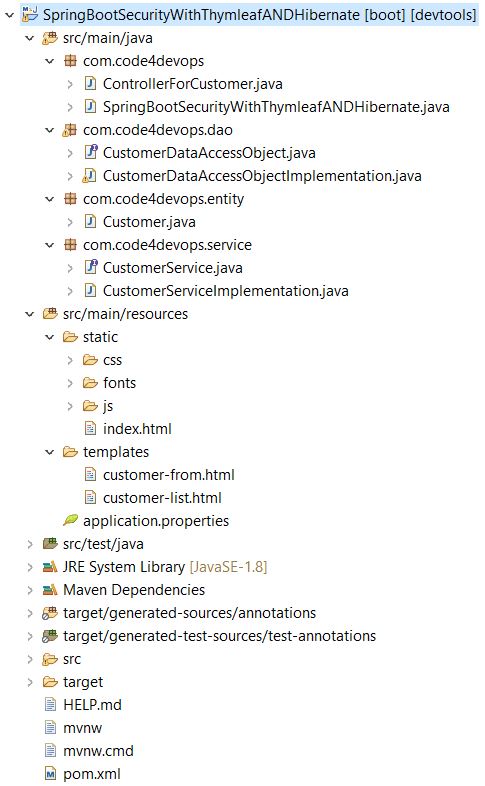 SpringBootSecurityWithThymleafANDHibernate [boot] [devtools]
src/main/java
com.code4devops
ControllerForCustomer.java
SpringBootSecurityWithThymleafANDHibernate.java
com.code4devops.dao
CustomerDataAccessObject.java
CustomerDataAccessObjectImplementation.java
com.code4devops.entity
Customer.java
com.code4devops.service
CustomerService.java
CustomerServiceImplementation.java
src/main/resources
static
css
fonts
js
index.html
templates
customer-from.html
customer-list.html
application.properties
src/test/java
JRE System Library [JavaSE-1.8]
Maven Dependencies
target/generated-sources/annotations
target/generated-test-sources/test-annotations
src
target
HELP.md
mvnw
mvnw.cmd
pom.xml